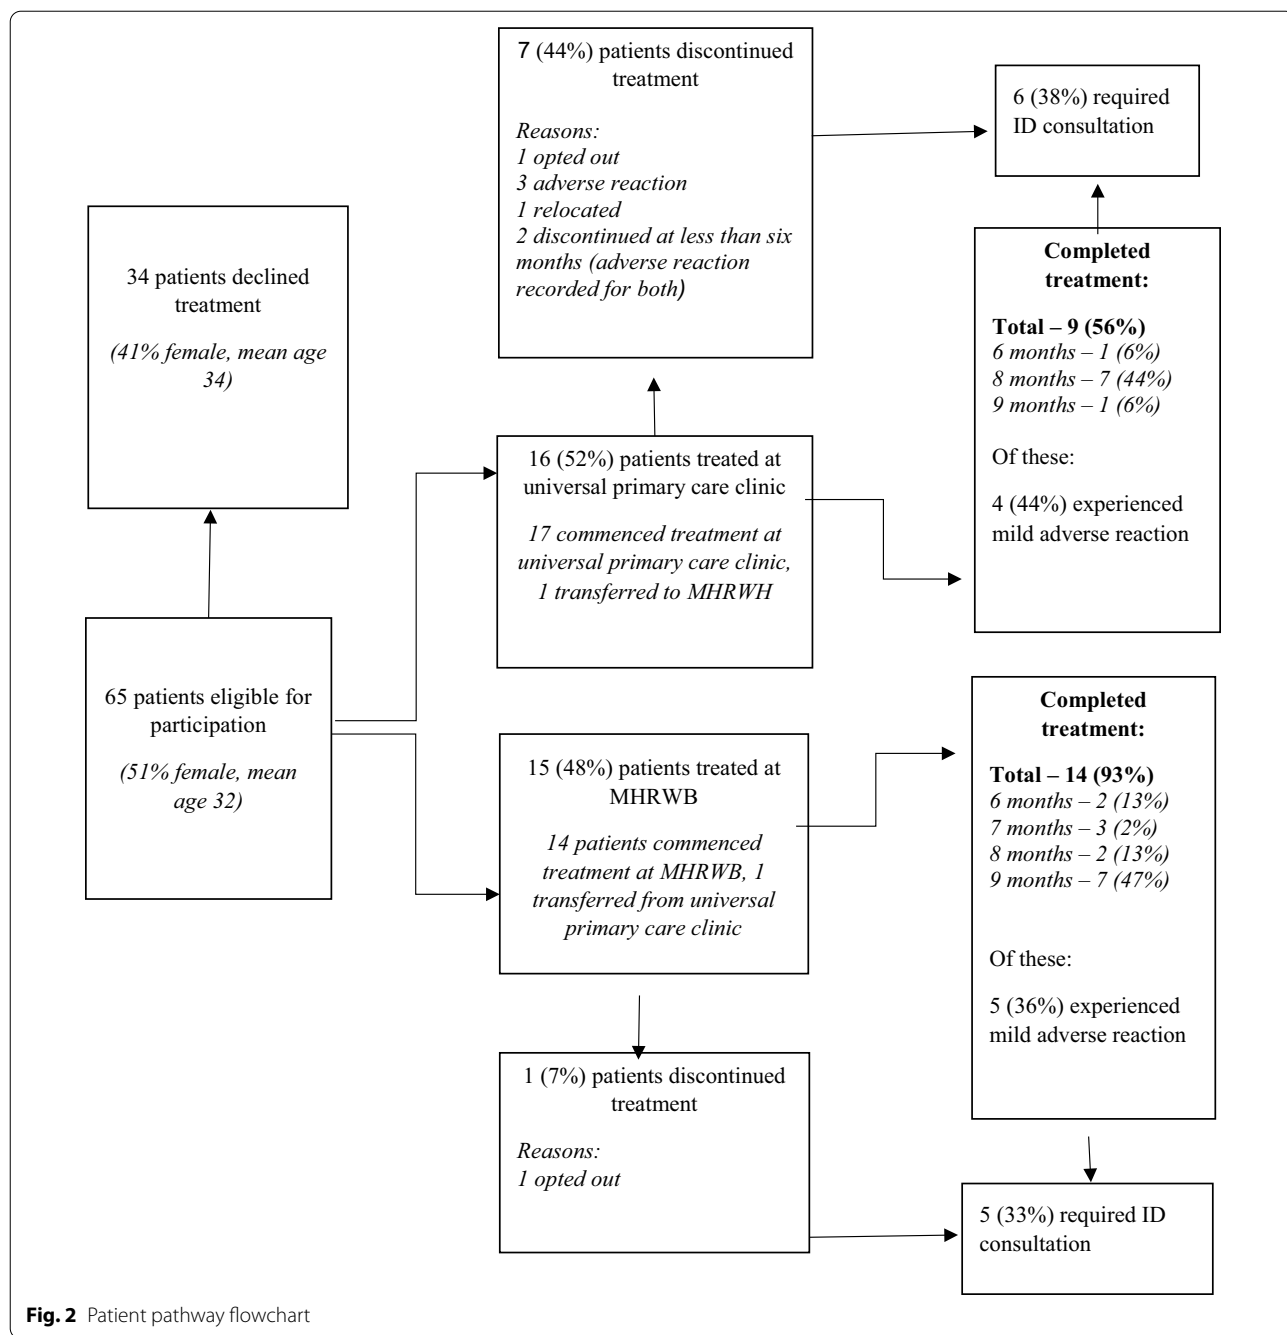 7 (44%) patients discontinued
treatment
Reasons:
1 opted out
3 adverse reaction
1 relocated
2 discontinued at less than six
months (adverse reaction
recorded for both)
6 (38%) required
ID consultation
34 patients declined
treatment
(41% female, mean age
34)
Completed
treatment:
Total – 9 (56%)
6 months – 1 (6%)
8 months – 7 (44%)
9 months – 1 (6%)
Of these:
4 (44%) experienced
mild adverse reaction
16 (52%) patients treated at
universal primary care clinic
17 commenced treatment at
universal primary care clinic,
1 transferred to MHRWH
65 patients eligible for
participation
(51% female, mean
age 32)
15 (48%) patients treated at
MHRWB
14 patients commenced
treatment at MHRWB, 1
transferred from universal
primary care clinic
Completed
treatment:
Total – 14 (93%)
6 months – 2 (13%)
7 months – 3 (2%)
8 months – 2 (13%)
9 months – 7 (47%)
Of these:
5 (36%) experienced
mild adverse reaction
1 (7%) patients discontinued
treatment
Reasons:
1 opted out
5 (33%) required ID
consultation
Fig. 2 Patient pathway flowchart